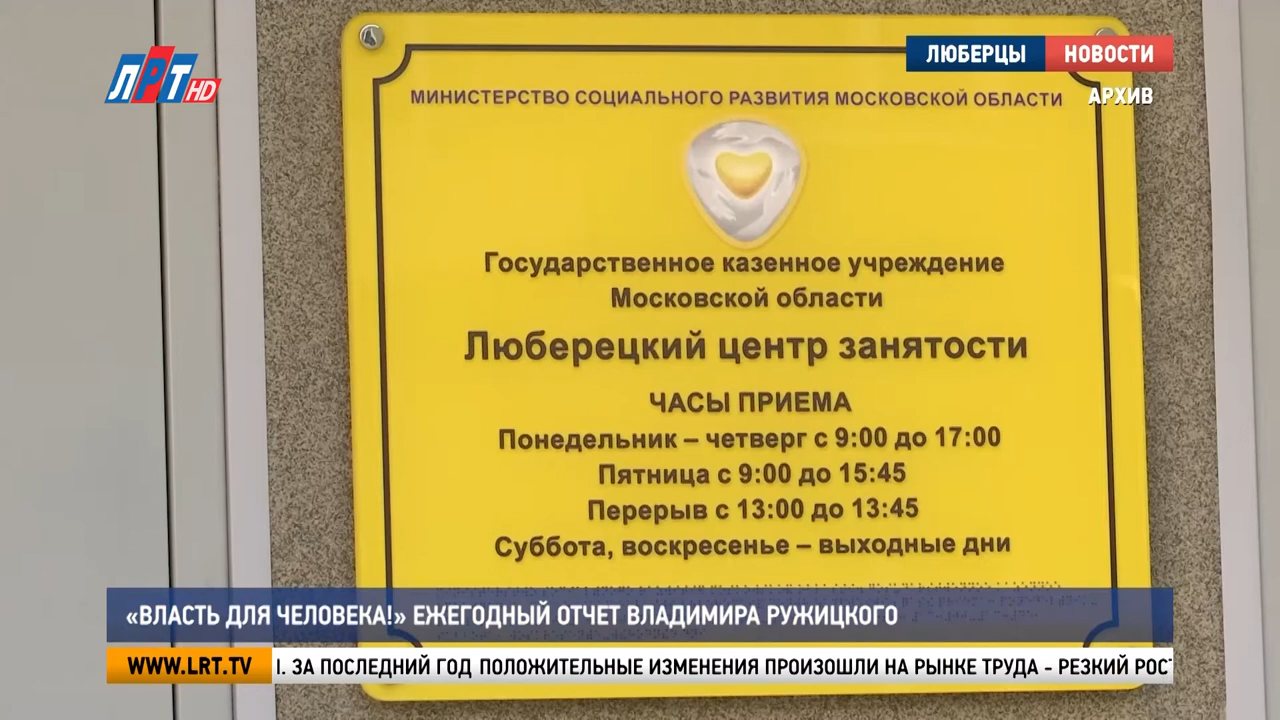 ЛРТ HD
ЛЮБЕРЦЫ НОВОСТИ
АРХИВ
МИНИСТЕРСТВО СОЦИАЛЬНОГО РАЗВИТИЯ МОСКОВСКОЙ ОБЛАСТИ
Государственное казенное учреждение
Московской области
Люберецкий центр занятости
ЧАСЫ ПРИЕМА
Понедельник – четверг с 9:00 до 17:00
Пятница с 9:00 до 15:45
Перерыв с 13:00 до 13:45
Суббота, воскресенье – выходные дни
«ВЛАСТЬ ДЛЯ ЧЕЛОВЕКА!» ЕЖЕГОДНЫЙ ОТЧЕТ ВЛАДИМИРА РУЖИЦКОГО
WWW.LRT.TV
. ЗА ПОСЛЕДНИЙ ГОД ПОЛОЖИТЕЛЬНЫЕ ИЗМЕНЕНИЯ ПРОИЗОШЛИ НА РЫНКЕ ТРУДА - РЕЗКИЙ РОСТ